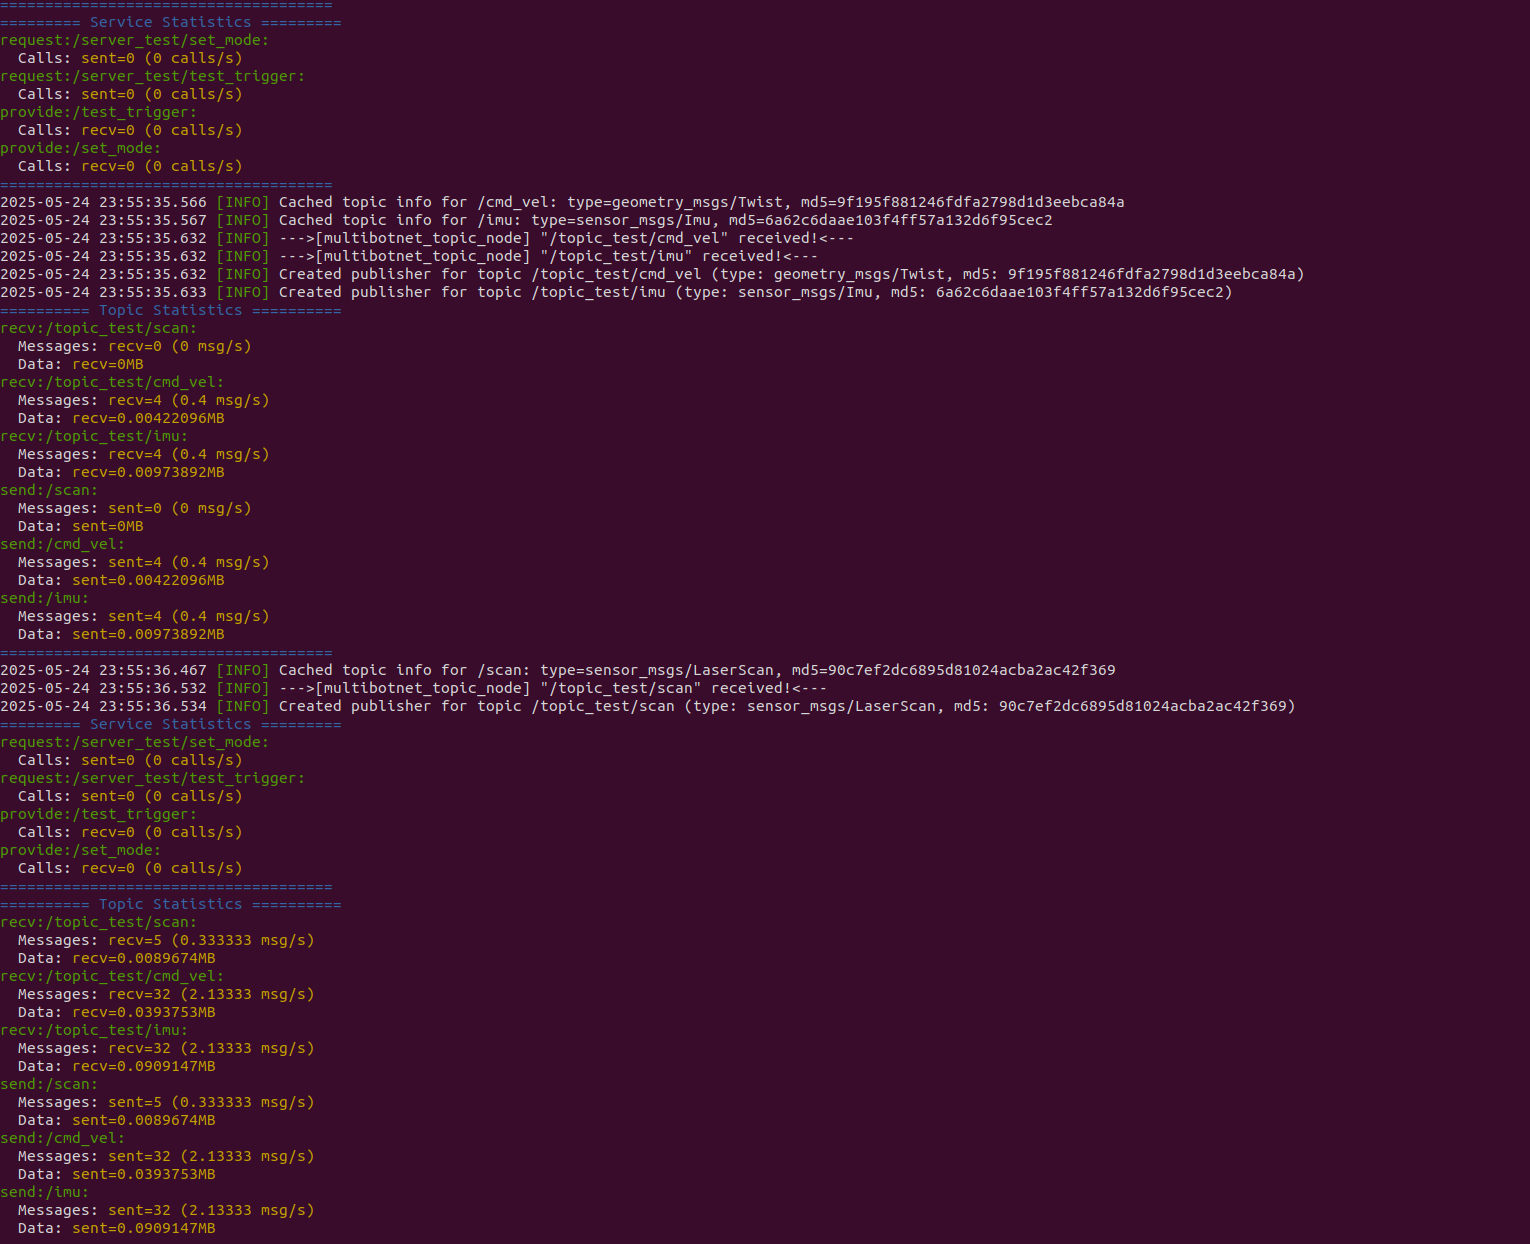 =====================================
========= Service Statistics =========
request:/server_test/set_mode:
  Calls: sent=0 (0 calls/s)
request:/server_test/test_trigger:
  Calls: sent=0 (0 calls/s)
provide:/test_trigger:
  Calls: recv=0 (0 calls/s)
provide:/set_mode:
  Calls: recv=0 (0 calls/s)
=====================================
2025-05-24 23:55:35.566 [INFO] Cached topic info for /cmd_vel: type=geometry_msgs/Twist, md5=9f195f881246fdfa2798d1d3eebca84a
2025-05-24 23:55:35.567 [INFO] Cached topic info for /imu: type=sensor_msgs/Imu, md5=6a62c6daae103f4ff57a132d6f95cec2
2025-05-24 23:55:35.632 [INFO] --->[multibotnet_topic_node] "/topic_test/cmd_vel" received!<---
2025-05-24 23:55:35.632 [INFO] --->[multibotnet_topic_node] "/topic_test/imu" received!<---
2025-05-24 23:55:35.632 [INFO] Created publisher for topic /topic_test/cmd_vel (type: geometry_msgs/Twist, md5: 9f195f881246fdfa2798d1d3eebca84a)
2025-05-24 23:55:35.633 [INFO] Created publisher for topic /topic_test/imu (type: sensor_msgs/Imu, md5: 6a62c6daae103f4ff57a132d6f95cec2)
========== Topic Statistics ==========
recv:/topic_test/scan:
  Messages: recv=0 (0 msg/s)
  Data: recv=0MB
recv:/topic_test/cmd_vel:
  Messages: recv=4 (0.4 msg/s)
  Data: recv=0.00422096MB
recv:/topic_test/imu:
  Messages: recv=4 (0.4 msg/s)
  Data: recv=0.00973892MB
send:/scan:
  Messages: sent=0 (0 msg/s)
  Data: sent=0MB
send:/cmd_vel:
  Messages: sent=4 (0.4 msg/s)
  Data: sent=0.00422096MB
send:/imu:
  Messages: sent=4 (0.4 msg/s)
  Data: sent=0.00973892MB
=====================================
2025-05-24 23:55:36.467 [INFO] Cached topic info for /scan: type=sensor_msgs/LaserScan, md5=90c7ef2dc6895d81024acba2ac42f369
2025-05-24 23:55:36.532 [INFO] --->[multibotnet_topic_node] "/topic_test/scan" received!<---
2025-05-24 23:55:36.534 [INFO] Created publisher for topic /topic_test/scan (type: sensor_msgs/LaserScan, md5: 90c7ef2dc6895d81024acba2ac42f369)
========= Service Statistics =========
request:/server_test/set_mode:
  Calls: sent=0 (0 calls/s)
request:/server_test/test_trigger:
  Calls: sent=0 (0 calls/s)
provide:/test_trigger:
  Calls: recv=0 (0 calls/s)
provide:/set_mode:
  Calls: recv=0 (0 calls/s)
=====================================
========== Topic Statistics ==========
recv:/topic_test/scan:
  Messages: recv=5 (0.333333 msg/s)
  Data: recv=0.0089674MB
recv:/topic_test/cmd_vel:
  Messages: recv=32 (2.13333 msg/s)
  Data: recv=0.0393753MB
recv:/topic_test/imu:
  Messages: recv=32 (2.13333 msg/s)
  Data: recv=0.0909147MB
send:/scan:
  Messages: sent=5 (0.333333 msg/s)
  Data: sent=0.0089674MB
send:/cmd_vel:
  Messages: sent=32 (2.13333 msg/s)
  Data: sent=0.0393753MB
send:/imu:
  Messages: sent=32 (2.13333 msg/s)
  Data: sent=0.0909147MB